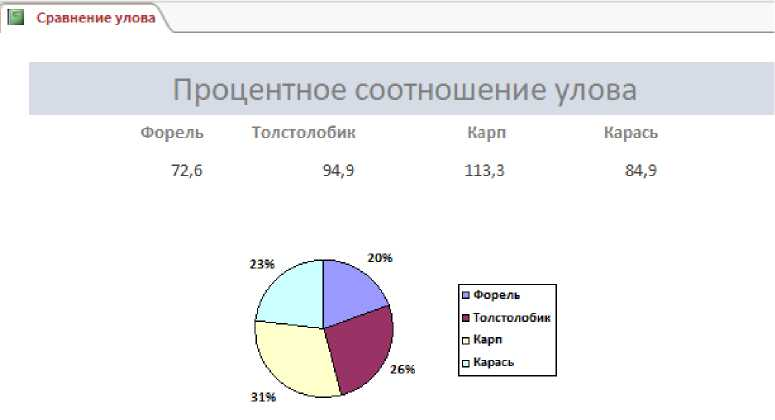 Сравнение улова
Процентное соотношение улова
Форель Толстолобик Карп Карась
72,6 94,9 113,3 84,9
23% 20%
Форель
Толстолобик
Карп
Карась
26%
31%